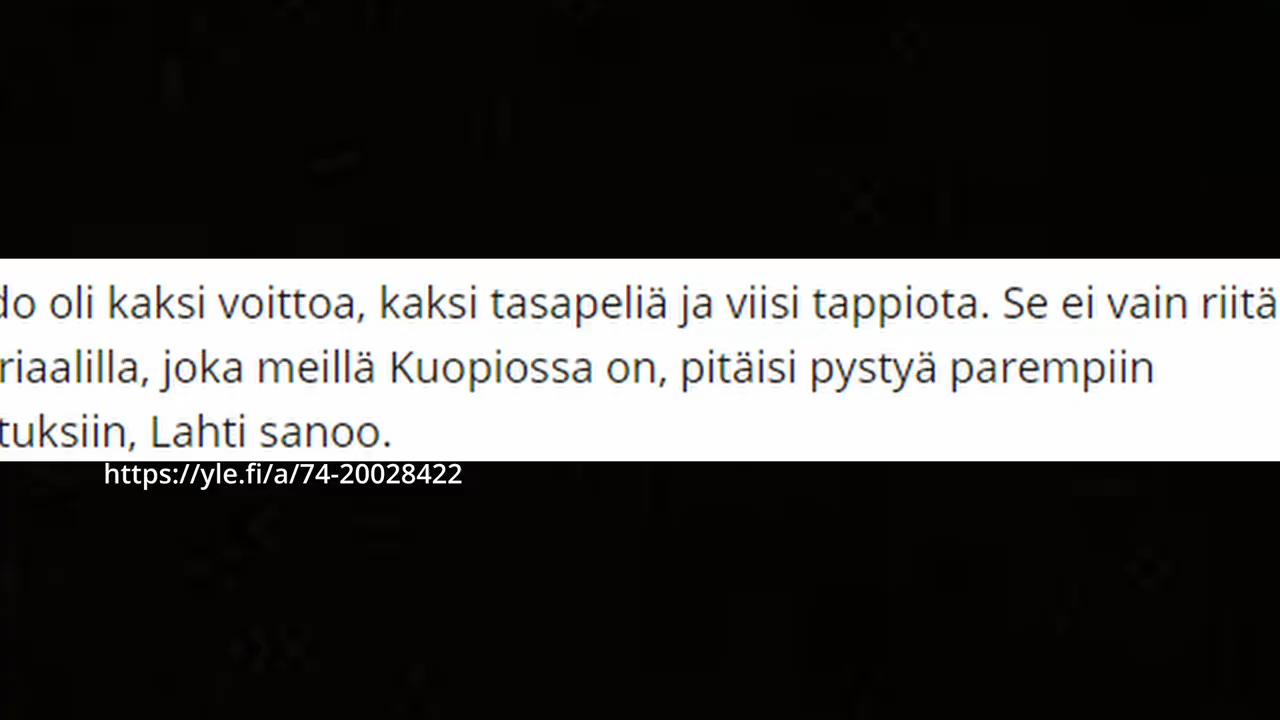 do oli kaksi voittoa, kaksi tasapeliä ja viisi tappiota. Se ei vain riitä
riaalilla, joka meillä Kuopiossa on, pitäisi pystyä parempiin
tuksiin, Lahti sanoo.
https://yle.fi/a/74-20028422